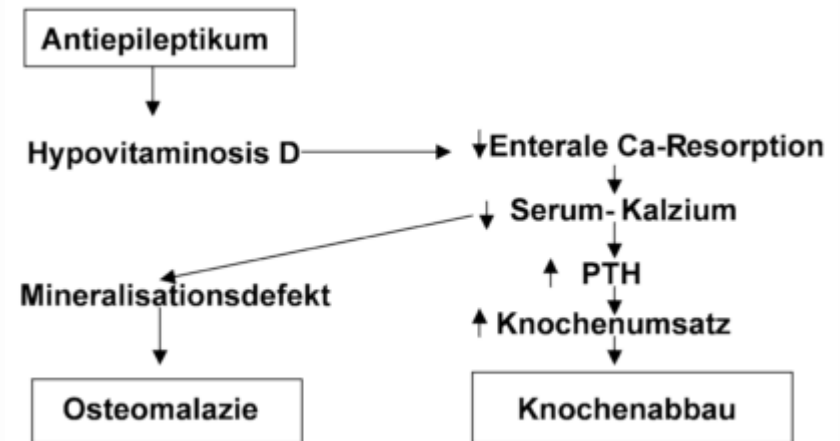 Antiepileptikum
Hypovitaminosis D
Enterale Ca-Resorption
Serum- Kalzium
PTH
Mineralisationsdefekt
Knochenumsatz
Osteomalazie
Knochenabbau